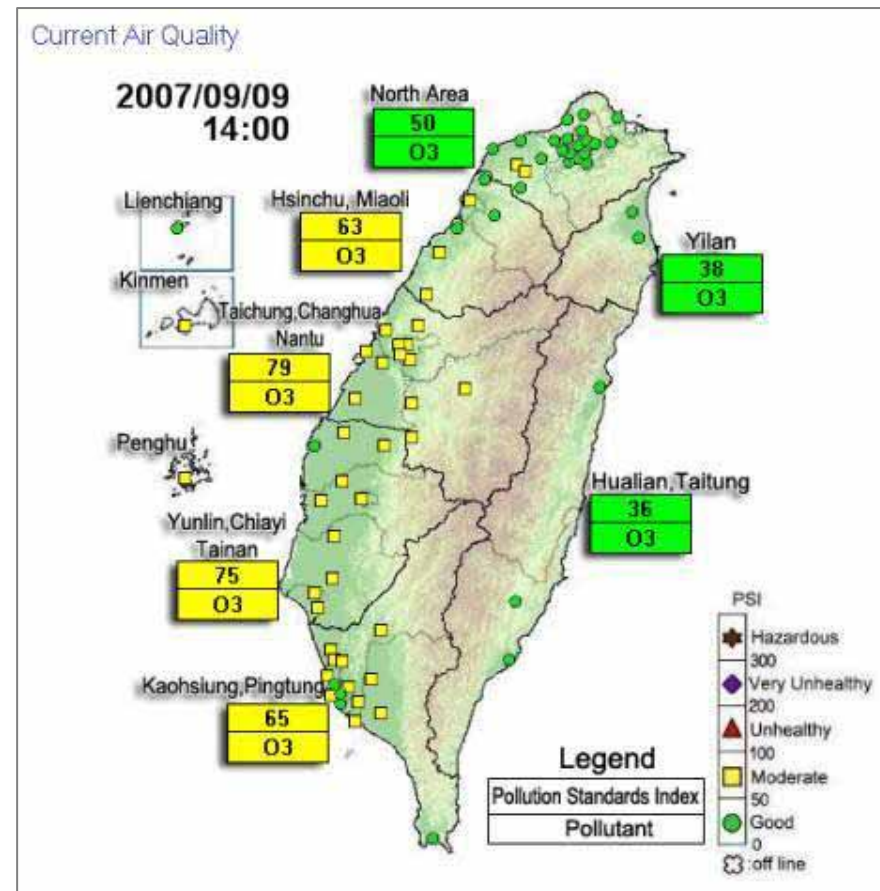 Current Air Quality
2007/09/09
14:00
North Area
50
O3
Lienchiang
Hsinchu, Miaoli
63
O3
Yilan
38
O3
Kinmen
Taichung,Changhua
Nantu
79
O3
Penghu
Hualian,Taitung
36
O3
Yunlin,Chiayi
Tainan
75
O3
Kaohsiung,Pingtung
65
O3
Legend
Pollution Standards Index
Pollutant
PSI
Hazardous
300
Very Unhealthy
200
Unhealthy
100
Moderate
50
Good
0
:off line